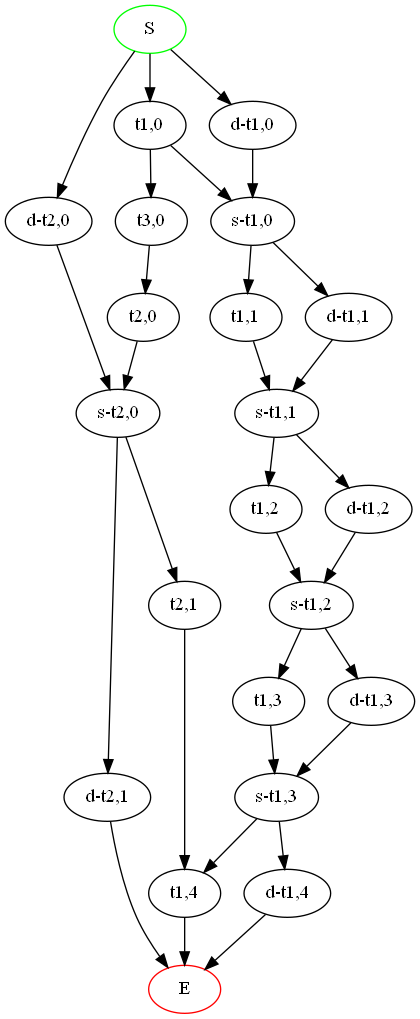 S
t1,0
d-t1,0
d-t2,0
t3,0
s-t1,0
t2,0
t1,1
d-t1,1
s-t2,0
s-t1,1
t1,2
d-t1,2
t2,1
s-t1,2
t1,3
d-t1,3
d-t2,1
s-t1,3
t1,4
d-t1,4
E